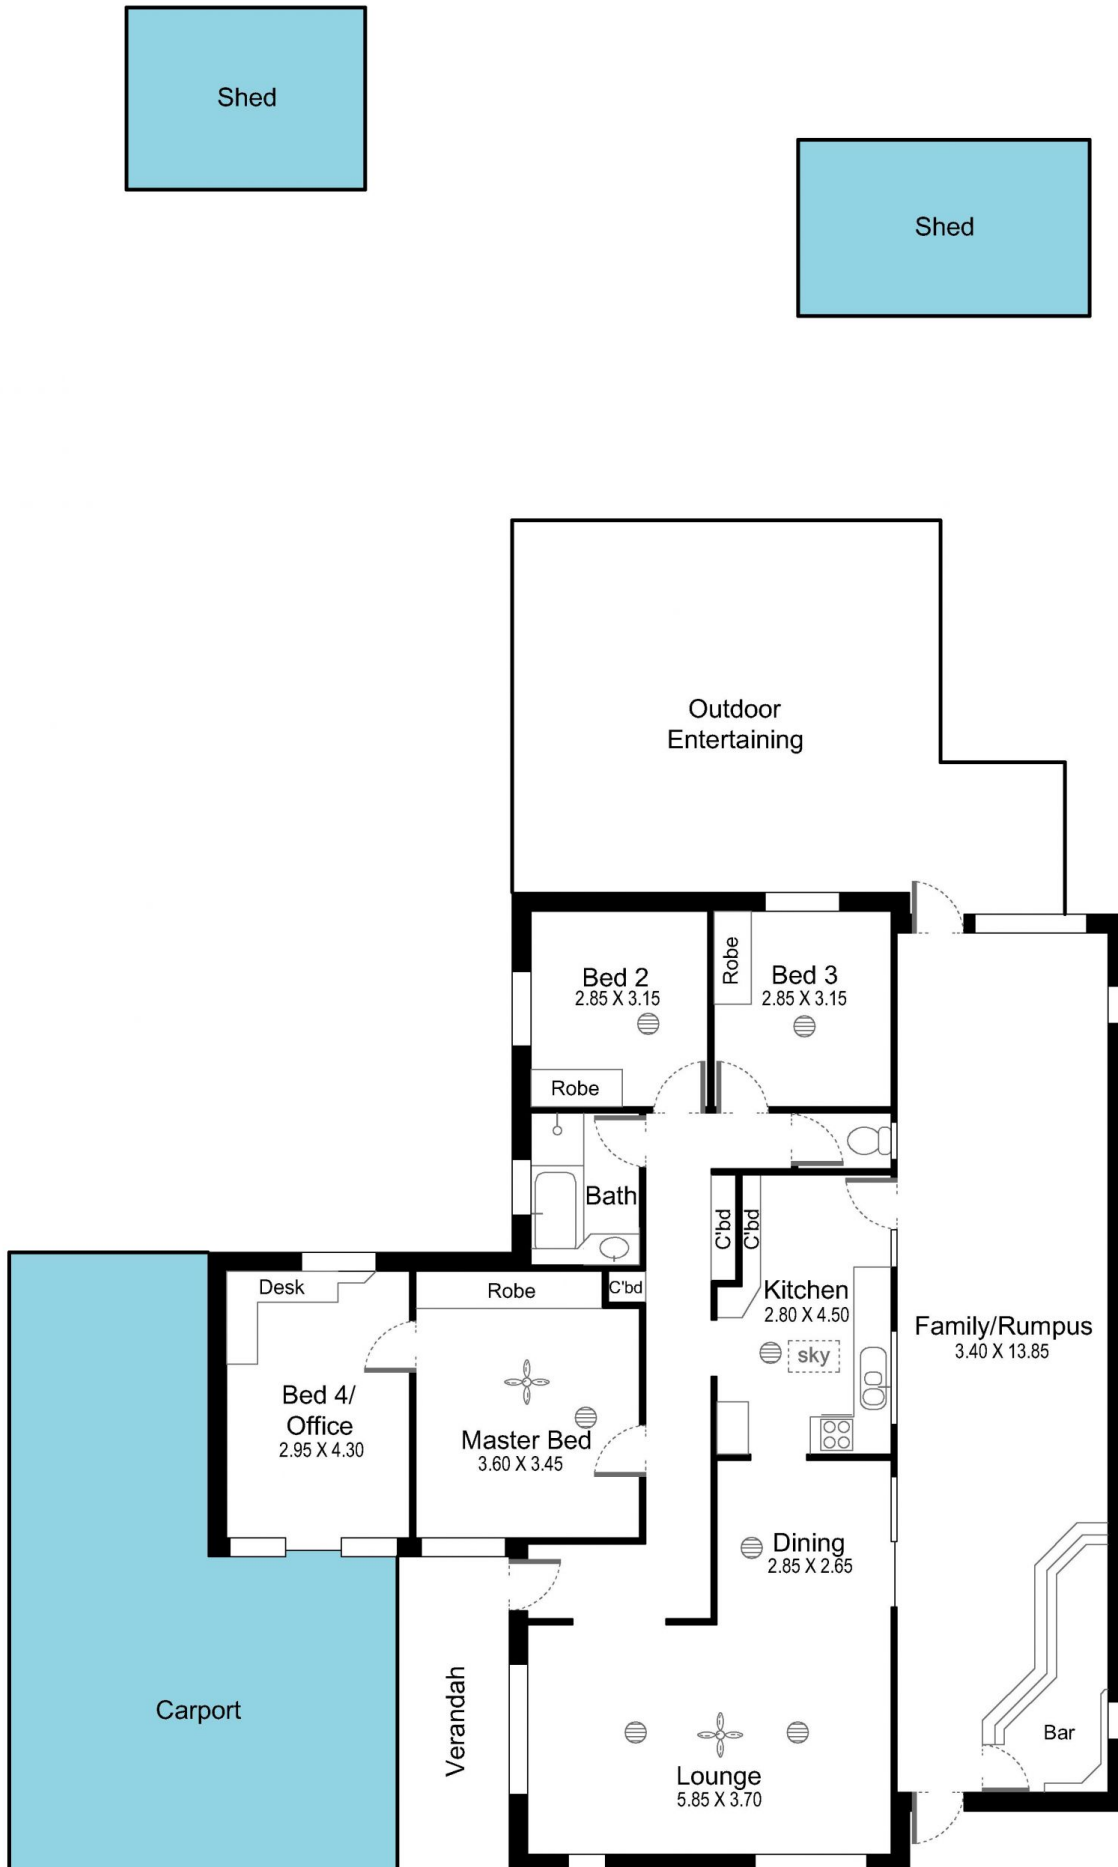 Shed
Shed
Outdoor
Entertaining
Bed 2
2.85 X 3.15
Robe
Robe
Bed 3
2.85 X 3.15
Bath
C'bd
C'bd
Kitchen
2.80 X 4.50
sky
Family/Rumpus
3.40 X 13.85
Desk
Robe
C'bd
Bed 4/
Office
2.95 X 4.30
Master Bed
3.60 X 3.45
Dining
2.85 X 2.65
Carport
Verandah
Lounge
5.85 X 3.70
Bar